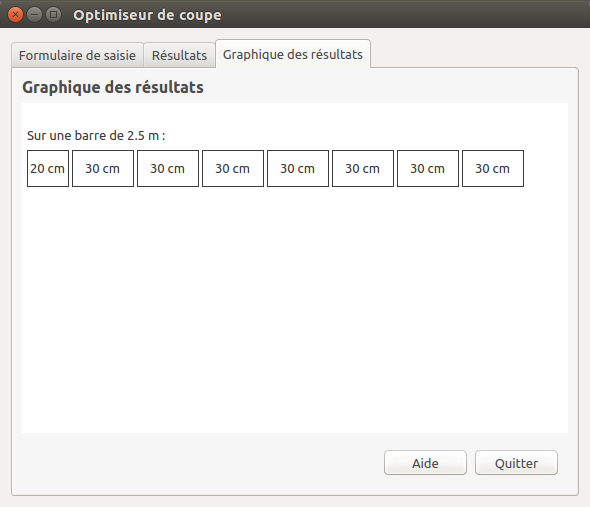 Optimiseur de coupe
Formulaire de saisie Résultats Graphique des résultats
Graphique des résultats
Sur une barre de 2.5 m :
20 cm 30 cm 30 cm 30 cm 30 cm 30 cm 30 cm 30 cm
Aide Quitter